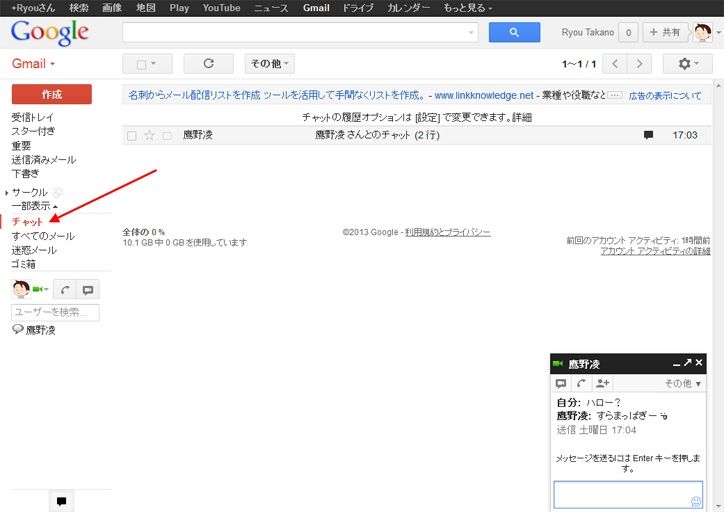 +Ryouさん 検索 画像 地図 Play YouTube ニュース Gmail ドライブ カレンダー もっと見る
Google
Ryou Takano 0 + 共有
Gmail その他 1～1 / 1
作成
名刺からメール配信リストを作成 ツールを活用して手間なくリストを作成。 - www.linkknowledge.net - 業種や役職など… 広告の表示について
チャットの履歴オプションは [設定] で変更できます。詳細
鷹野凌 鷹野凌さんとのチャット (2 行) 17:03
受信トレイ
スター付き
重要
送信済みメール
下書き
サークル
一部表示
チャット
すべてのメール
迷惑メール
ゴミ箱
ユーザーを検索...
鷹野凌
全体の 0 %
10.1 GB 中 0 GB を使用しています
©2013 Google - 利用規約とプライバシー
前回のアカウント アクティビティ: 1時間前
アカウント アクティビティの詳細
鷹野凌
その他
自分: ハロー？
鷹野凌: すらまっぱぎー
送信 土曜日 17:04
メッセージを送るには Enter キーを押します。